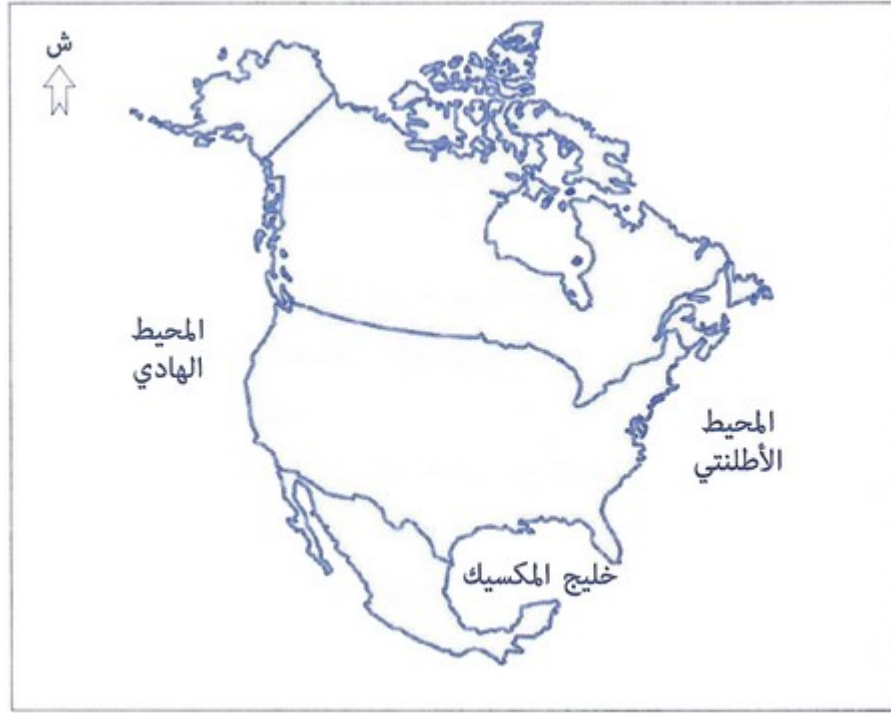 ش
المحيط
الهادي
المحيط
الأطلنتي
خليج المكسيك